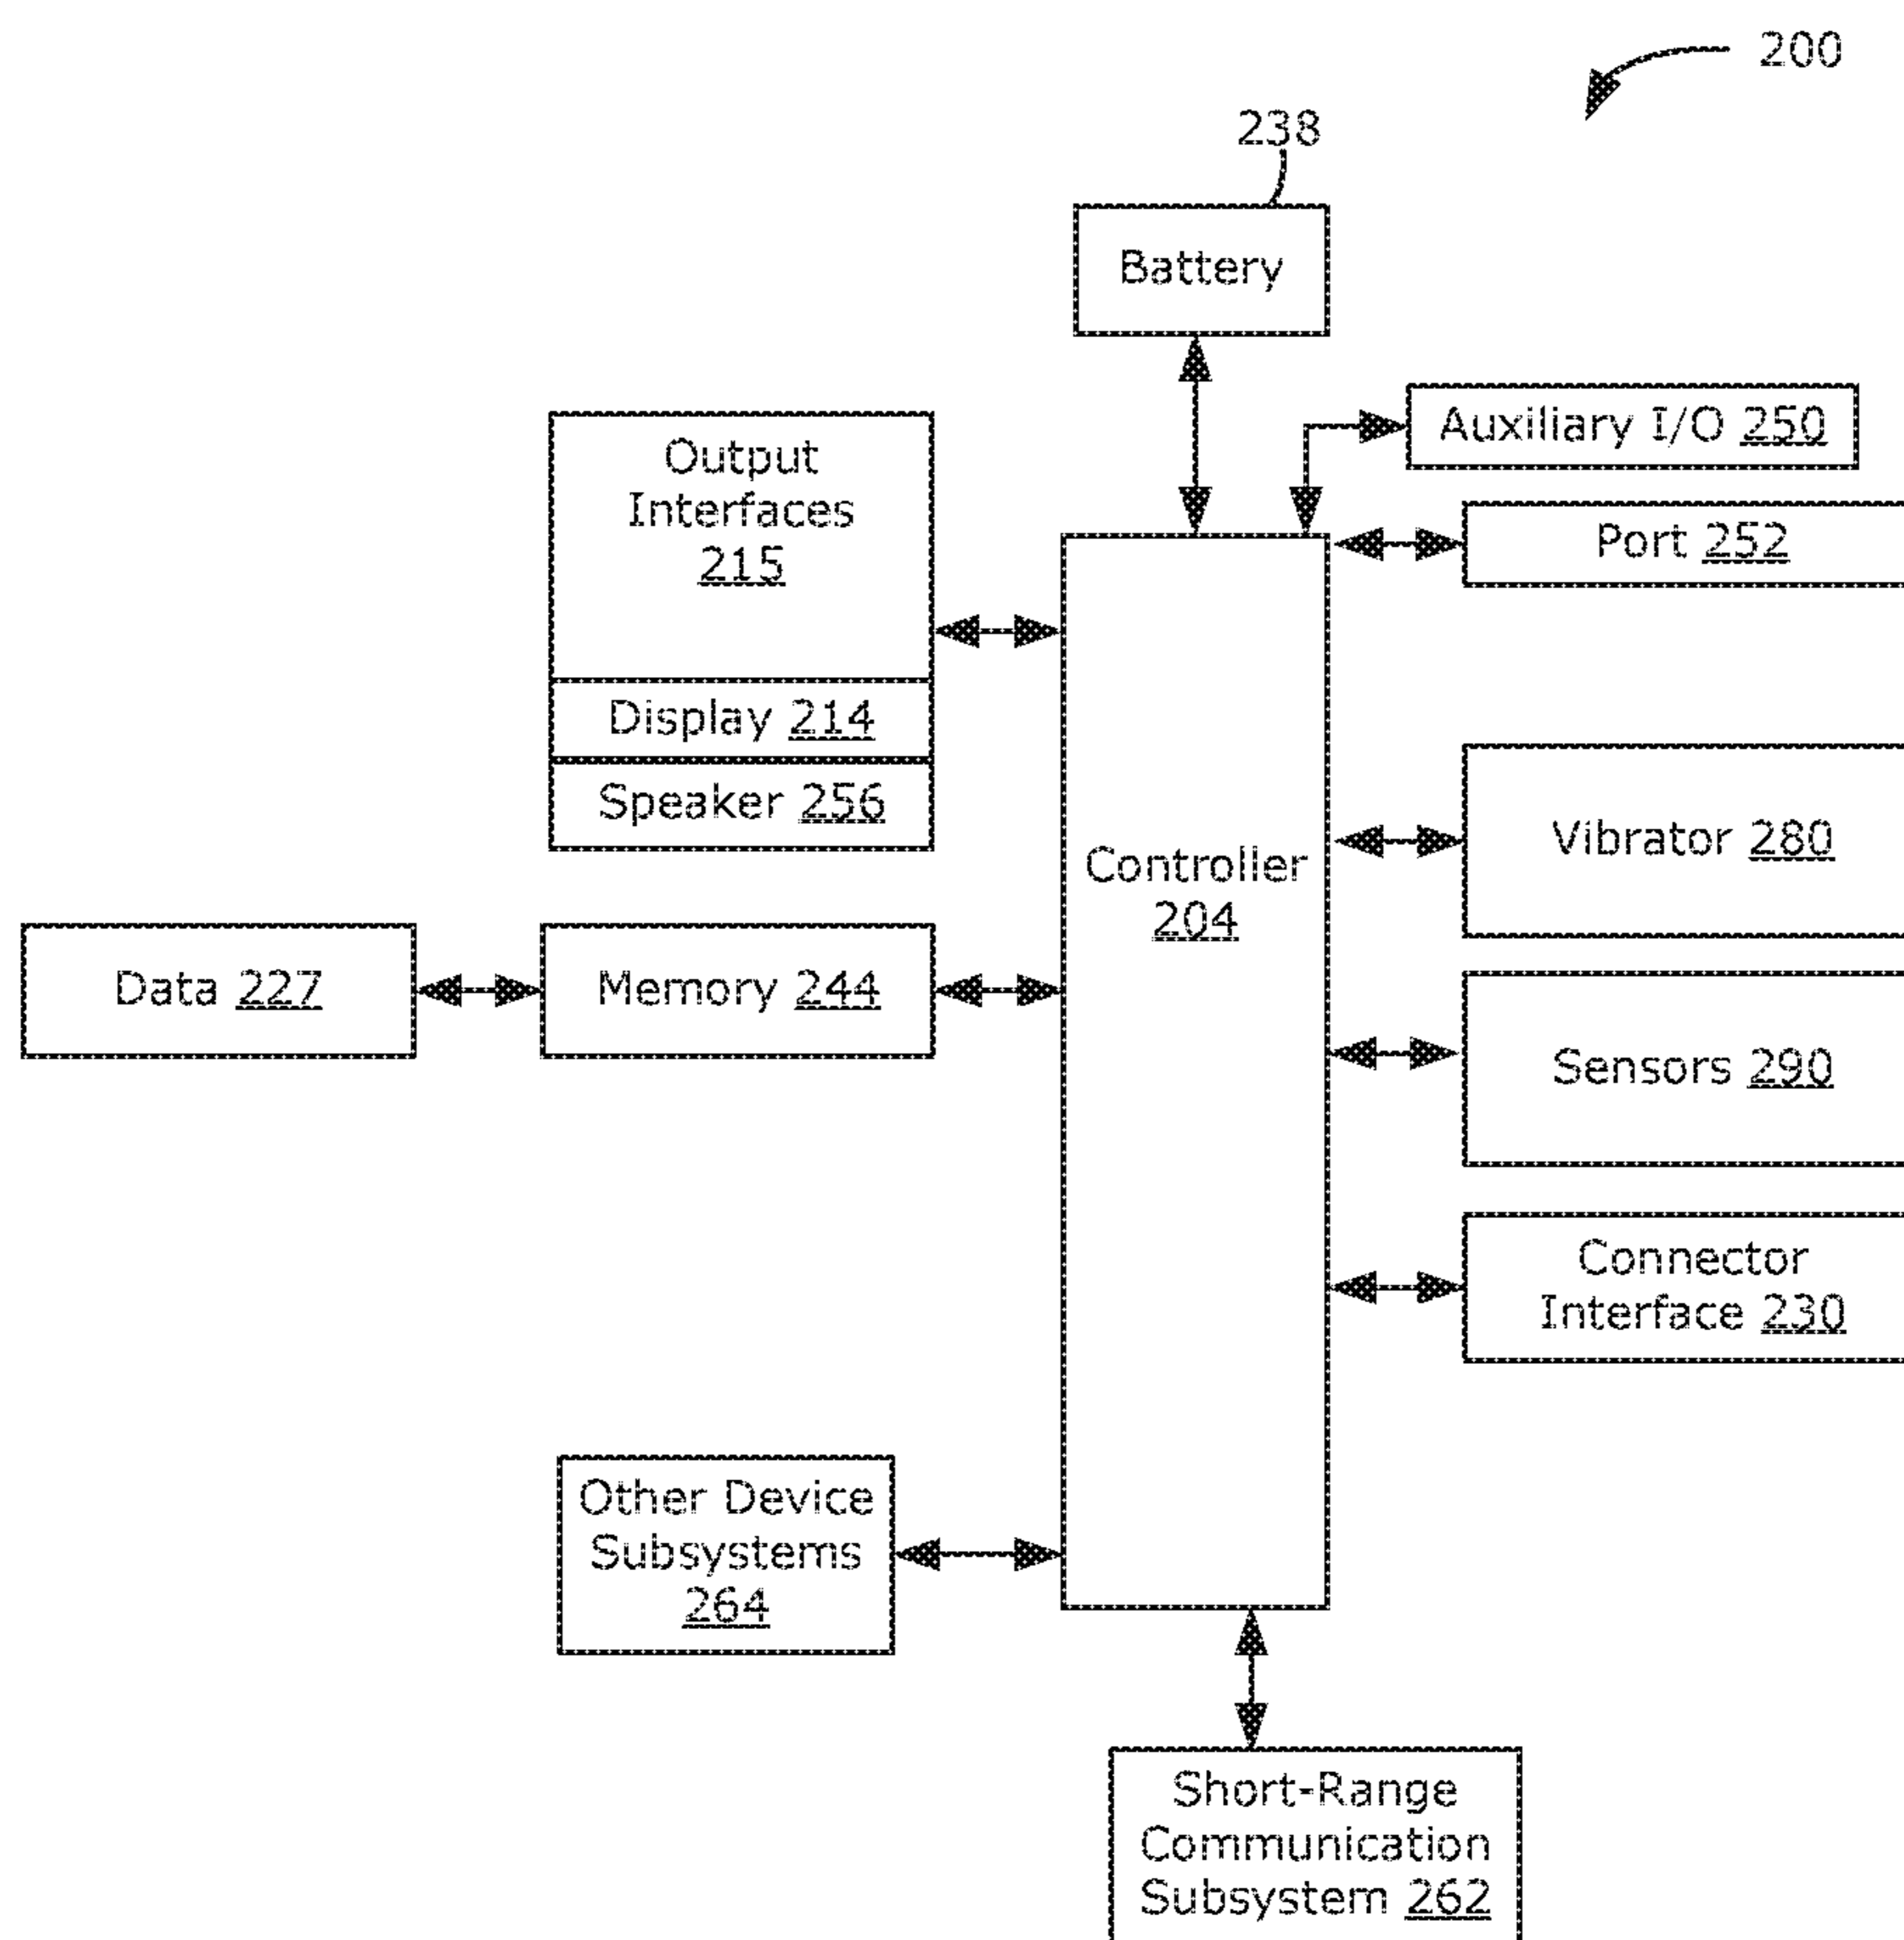 200
238
Battery
Auxiliary I/O 250
Output
Interfaces
215
Port 252
Display 214
Speaker 256
Vibrator 280
Controller
204
Data 227
Memory 244
Sensors 290
Connector
Interface 230
Other Device
Subsystems
264
Short-Range
Communication
Subsystem 262